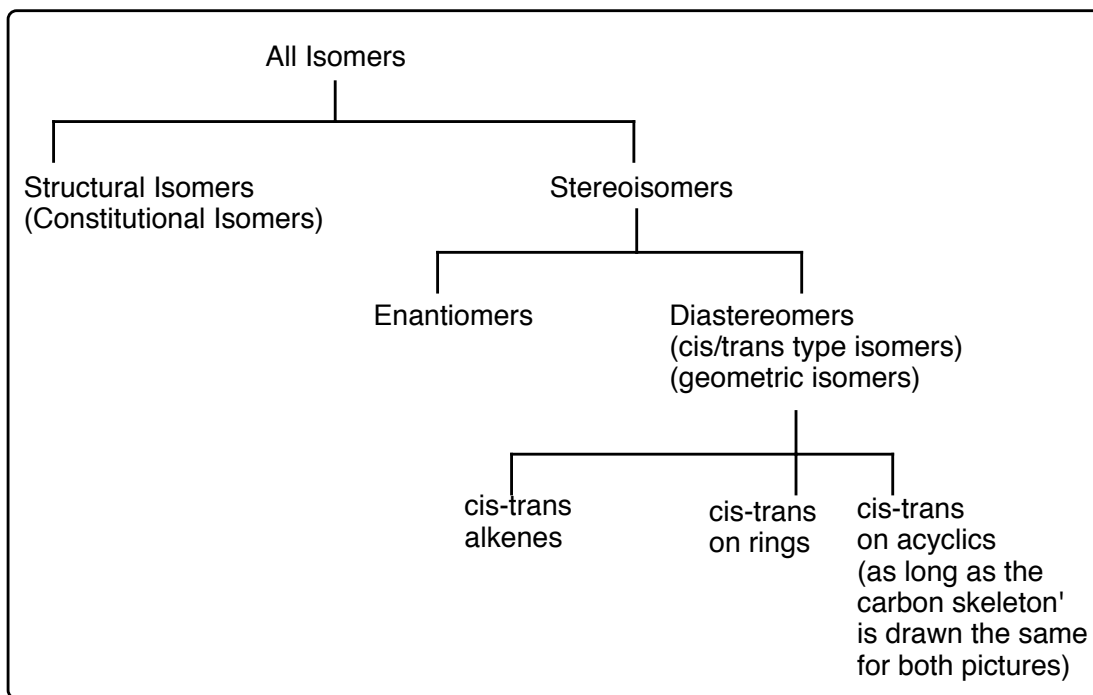 All Isomers
Structural Isomers
(Constitutional Isomers)
Stereoisomers
Enantiomers
Diastereomers
(cis/trans type isomers)
(geometric isomers)
cis-trans
alkenes
cis-trans
on rings
cis-trans
on acyclics
(as long as the
carbon skeleton'
is drawn the same
for both pictures)